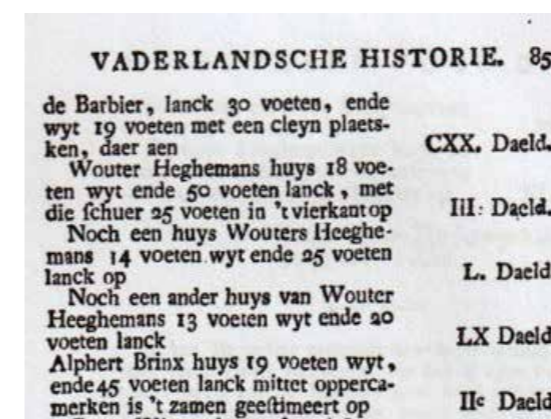 VADERLANDSCHE HISTORIE. 85
de Barbier, lanck 30 voeten, ende
wyt 19 voeten met een cleyn plaets-
ken, daer aen CXX. Daeld.
Wouter Heghemans huys 18 voe-
ten wyt ende 50 voeten lanck, met
die ſchuer 25 voeten in 't vierkant op III: Daeld.
Noch een huys Wouters Heeghe-
mans 14 voeten wyt ende 25 voeten
lanck op L. Daeld
Noch een ander huys van Wouter
Heeghemans 13 voeten wyt ende 20
voeten lanck LX Daeld
Alphert Brinx huys 19 voeten wyt,
ende 45 voeten lanck mittet opperca-
merken is 't zamen geeſtimeert op IIc Daeld